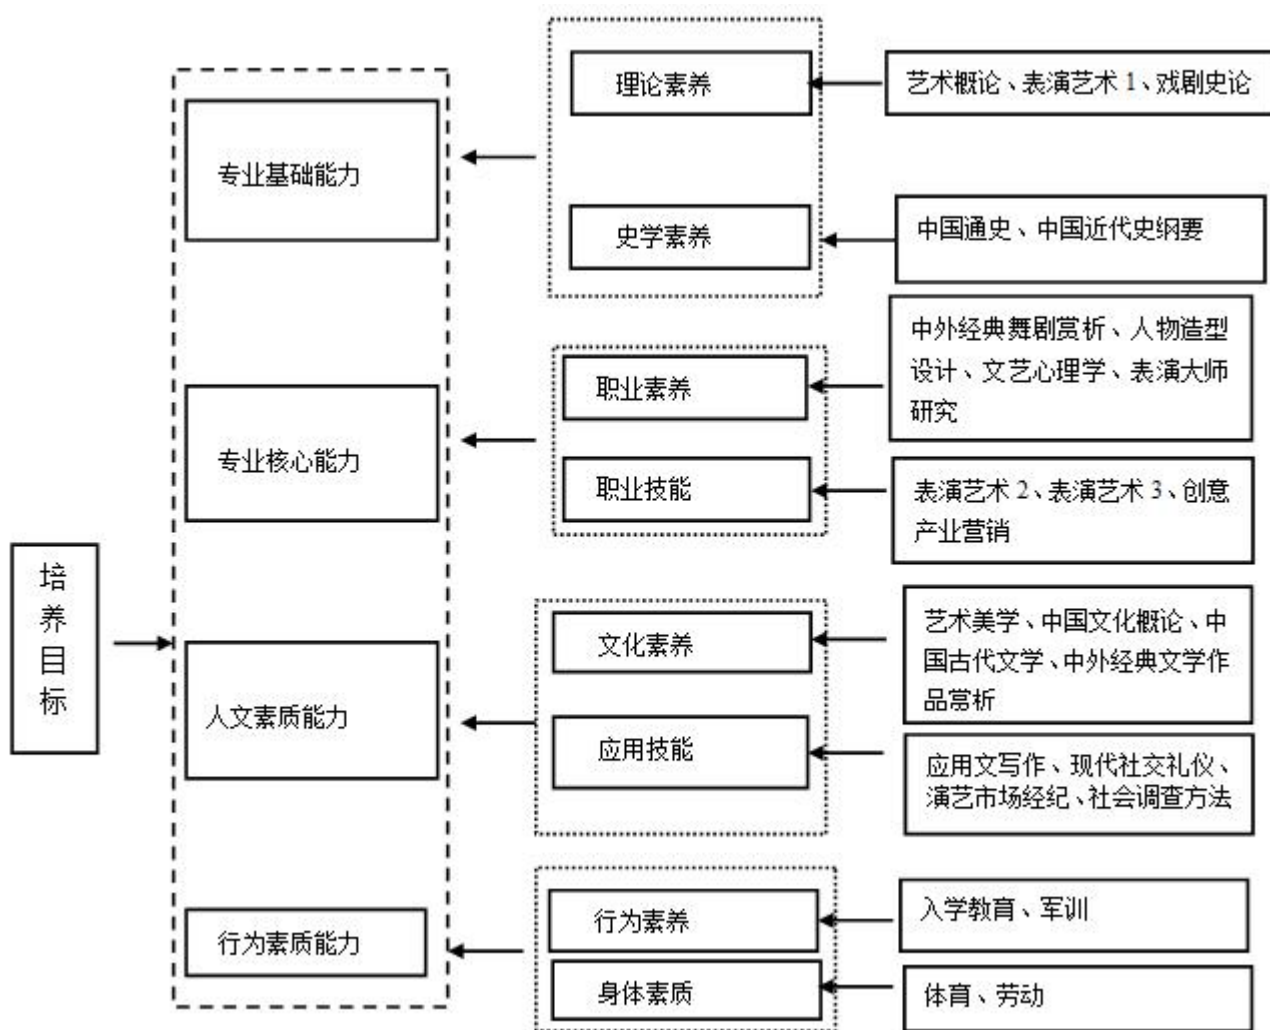 培
养
目
标
专业基础能力
理论素养
艺术概论、表演艺术 1、戏剧史论
史学素养
中国通史、中国近代史纲要
专业核心能力
职业素养
中外经典舞剧赏析、人物造型
设计、文艺心理学、表演大师
研究
职业技能
表演艺术 2、表演艺术 3、创意
产业营销
人文素质能力
文化素养
艺术美学、中国文化概论、中
国古代文学、中外经典文学作
品赏析
应用技能
应用文写作、现代社交礼仪、
演艺市场经纪、社会调查方法
行为素质能力
行为素养
入学教育、军训
身体素质
体育、劳动